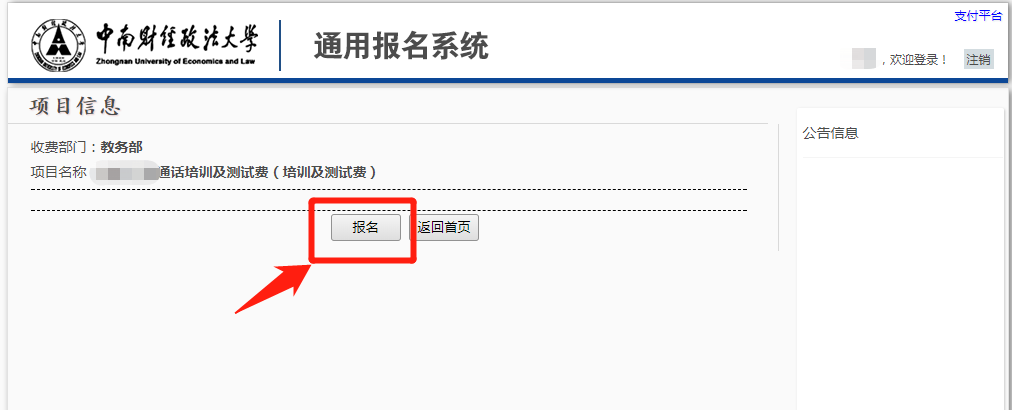 支付平台
中南财经政法大学
Zhongnan University of Economics and Law
通用报名系统
，欢迎登录！ 注销
项目信息
公告信息
收费部门：教务部
项目名称 通话培训及测试费（培训及测试费）
报名 返回首页